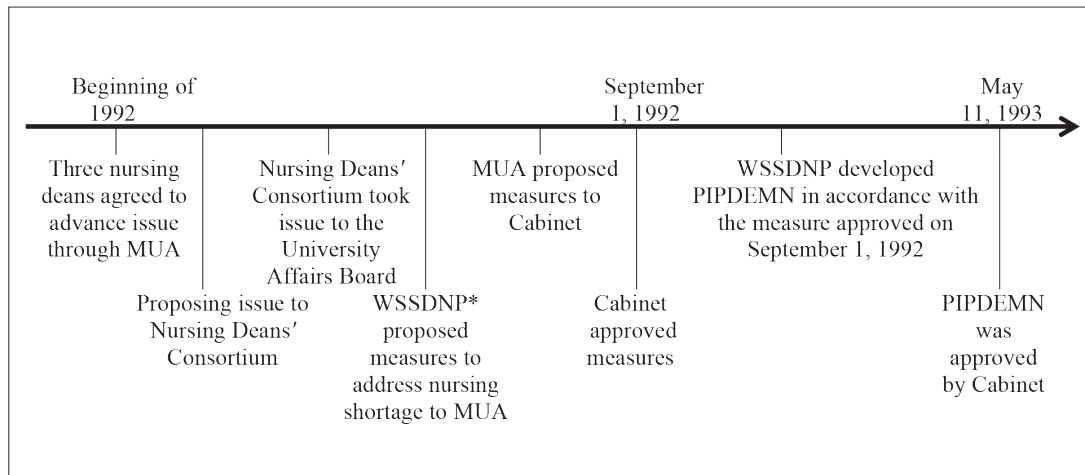 Beginning of
1992
September
1, 1992
May
11, 1993
Three nursing
deans agreed to
advance issue
through MUA
Proposing issue to
Nursing Deans′
Consortium
Nursing Deans′
Consortium took
issue to the
University
Affairs Board
WSSDNP*
proposed
measures to
address nursing
shortage to MUA
MUA proposed
measures to
Cabinet
Cabinet
approved
measures
WSSDNP developed
PIPDEMN in accordance with
the measure approved on
September 1, 1992
PIPDEMN
was
approved
by Cabinet